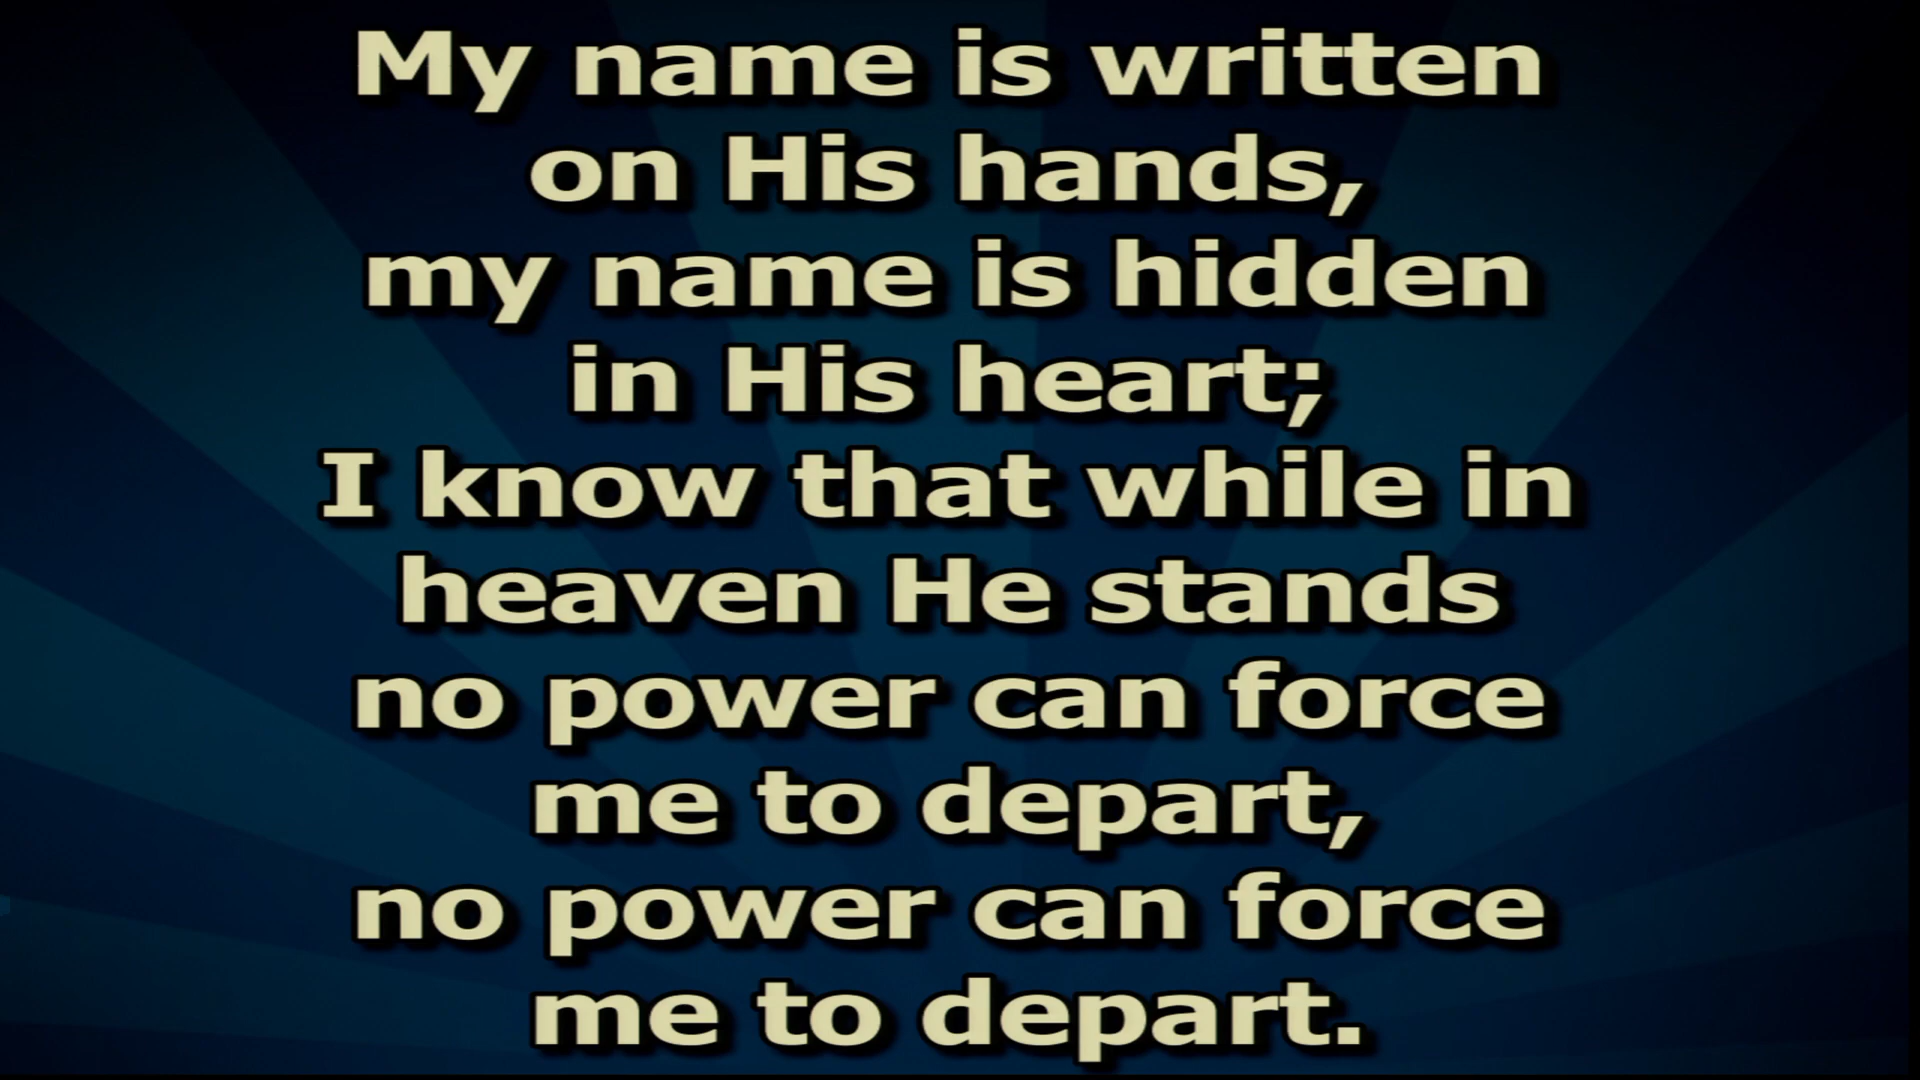 My name is written
on His hands,
my name is hidden
in His heart;
I know that while in
heaven He stands
no power can force
me to depart,
no power can force
me to depart.